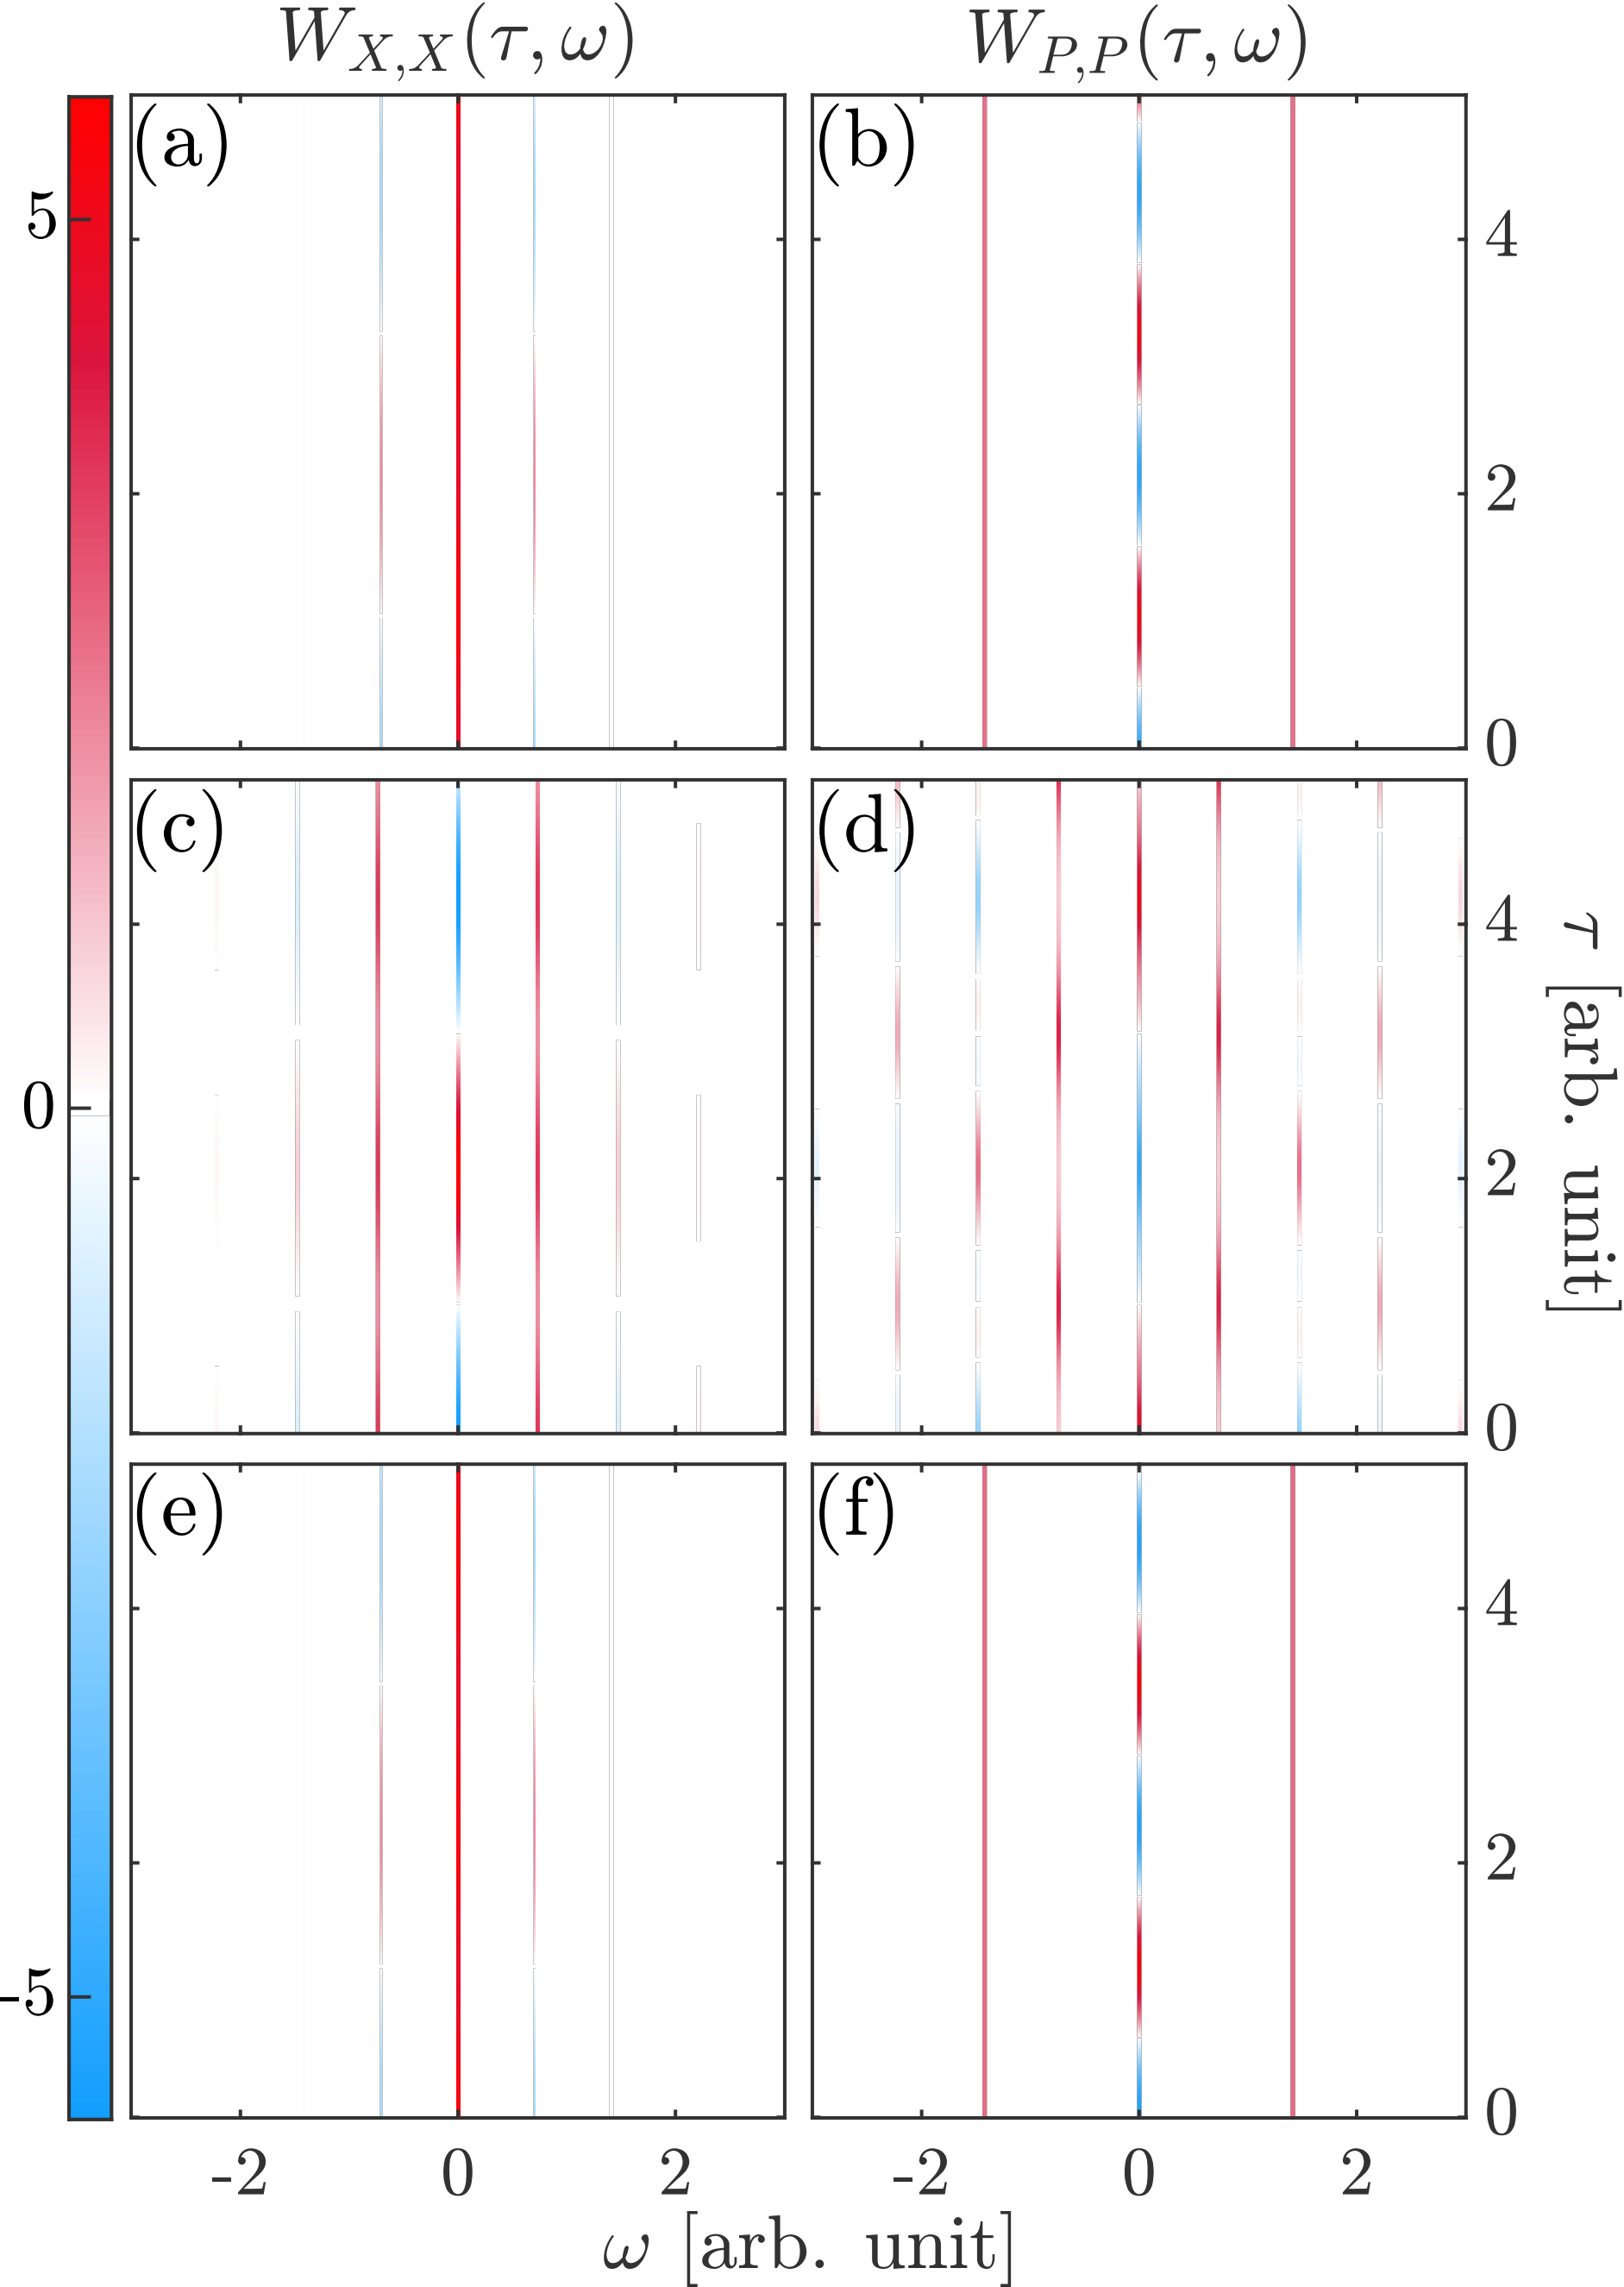 W_{X,X}(τ, ω) W_{P,P}(τ, ω)
(a) (b)
5
4
2
0
(c) (d)
4
0
2
τ [arb. unit]
0
(e) (f)
4
2
-5
0
-2 0 2 -2 0 2
ω [arb. unit]